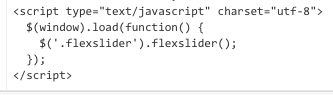 <script type="text/javascript" charset="utf-8">
  $(window).load(function() {
    $('.flexslider').flexslider();
  });
</script>